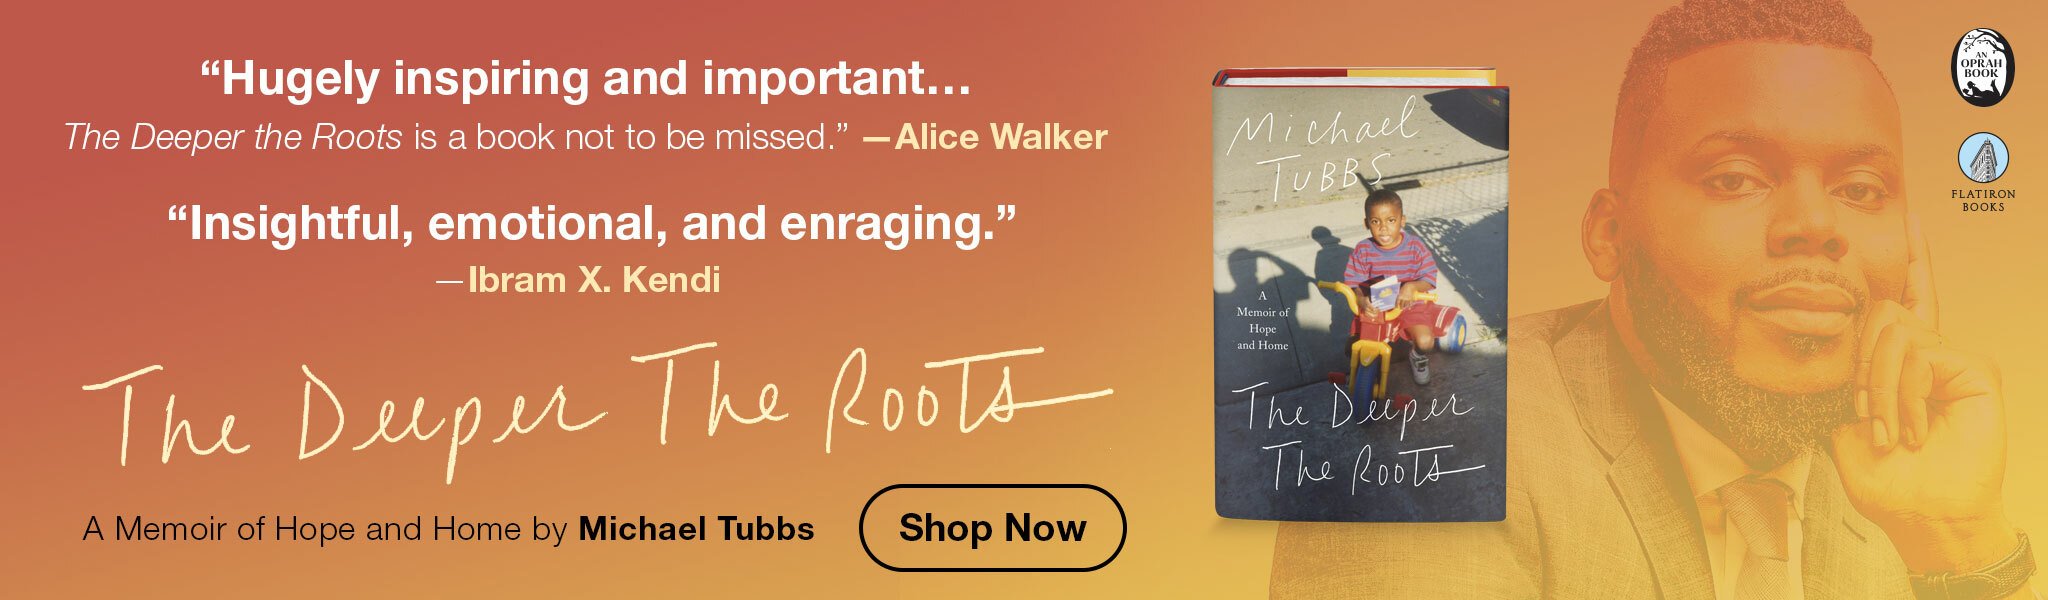 “Hugely inspiring and important…
The Deeper the Roots is a book not to be missed.” —Alice Walker
“Insightful, emotional, and enraging.”
—Ibram X. Kendi
The Deeper The Roots
A Memoir of Hope and Home by Michael Tubbs
Shop Now
Michael
TUBBS
A
Memoir of
Hope
and Home
The Deeper
The Roots
AN
OPRAH
BOOK
FLATIRON
BOOKS